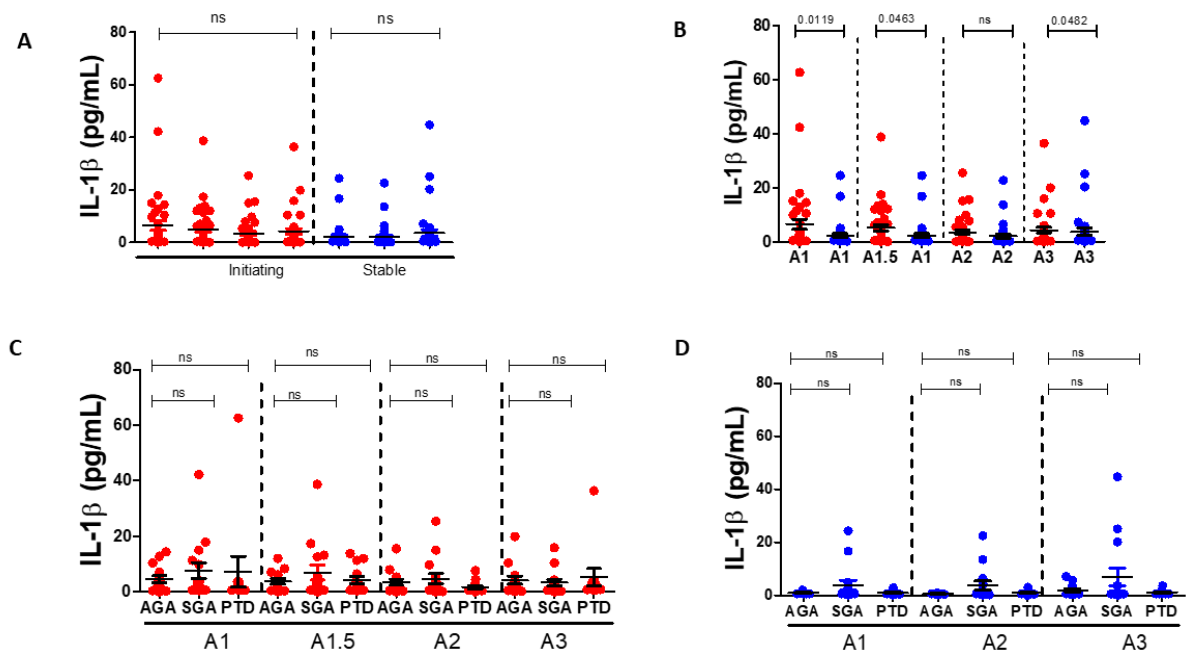 A
ns
ns
IL-1β (pg/mL)
80
60
40
20
0
Initiating
Stable
B
0.0119
0.0463
ns
0.0482
IL-1β (pg/mL)
80
60
40
20
0
A1 A1 A1.5 A1 A2 A2 A3 A3
C
ns ns ns ns
ns ns ns ns
IL-1β (pg/mL)
80
60
40
20
0
AGA SGA PTD AGA SGA PTD AGA SGA PTD AGA SGA PTD
A1 A1.5 A2 A3
D
ns ns ns
ns ns ns
IL-1β (pg/mL)
80
60
40
20
0
AGA SGA PTD AGA SGA PTD AGA SGA PTD
A1 A2 A3